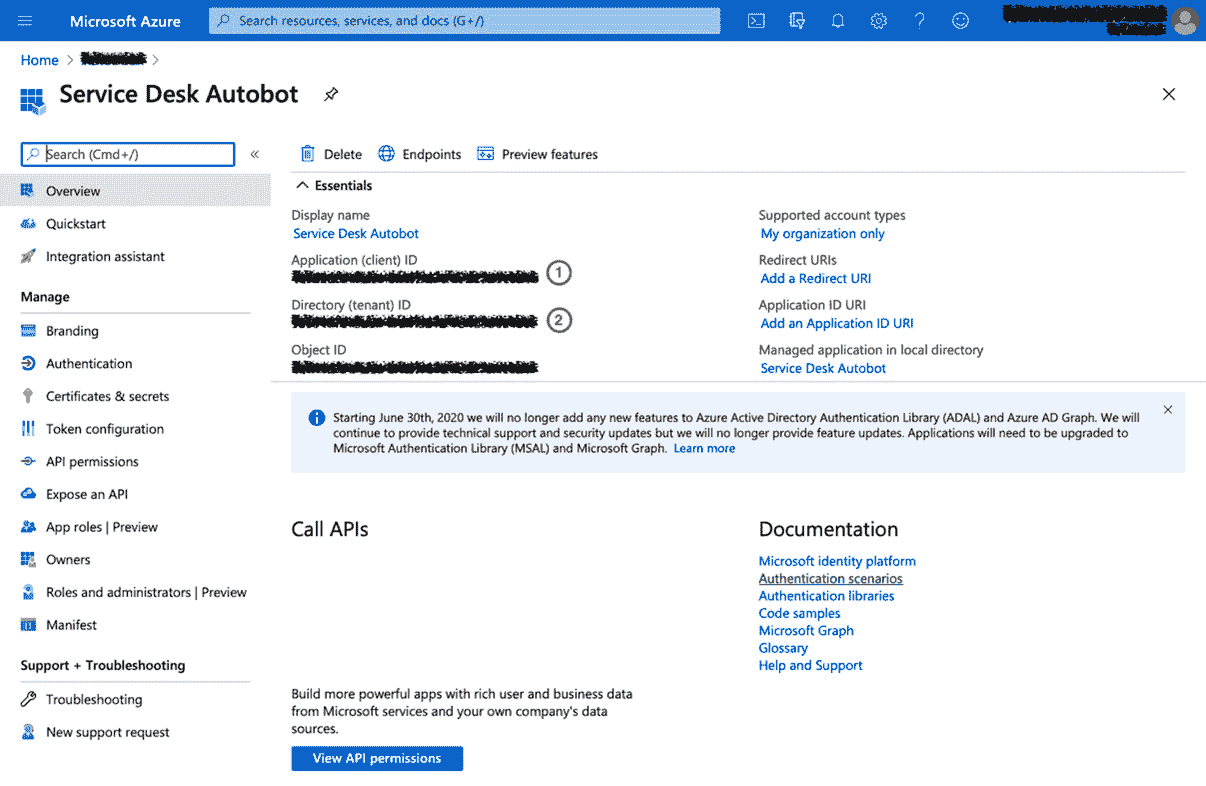 Microsoft Azure
Search resources, services, and docs (G+/)
Home
Service Desk Autobot
Search (Cmd+/)
«
Overview
Quickstart
Integration assistant
Manage
Branding
Authentication
Certificates & secrets
Token configuration
API permissions
Expose an API
App roles | Preview
Owners
Roles and administrators | Preview
Manifest
Support + Troubleshooting
Troubleshooting
New support request
Delete
Endpoints
Preview features
Essentials
Display name
Service Desk Autobot
Application (client) ID
1
Directory (tenant) ID
2
Object ID
Supported account types
My organization only
Redirect URIs
Add a Redirect URI
Application ID URI
Add an Application ID URI
Managed application in local directory
Service Desk Autobot
Starting June 30th, 2020 we will no longer add any new features to Azure Active Directory Authentication Library (ADAL) and Azure AD Graph. We will
continue to provide technical support and security updates but we will no longer provide feature updates. Applications will need to be upgraded to
Microsoft Authentication Library (MSAL) and Microsoft Graph. Learn more
Call APIs
Build more powerful apps with rich user and business data
from Microsoft services and your own company's data
sources.
View API permissions
Documentation
Microsoft identity platform
Authentication scenarios
Authentication libraries
Code samples
Microsoft Graph
Glossary
Help and Support